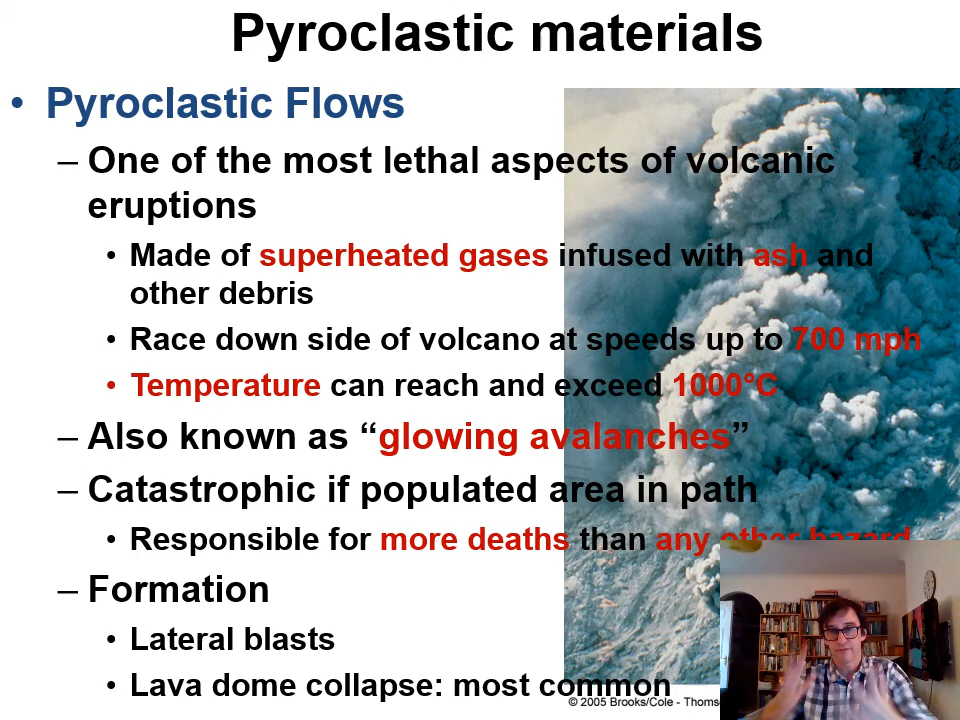 Pyroclastic materials
• Pyroclastic Flows
– One of the most lethal aspects of volcanic
eruptions
• Made of superheated gases infused with ash and
other debris
• Race down side of volcano at speeds up to 700 mph
• Temperature can reach and exceed 1000°C
– Also known as “glowing avalanches”
– Catastrophic if populated area in path
• Responsible for more deaths than any other hazard
– Formation
• Lateral blasts
• Lava dome collapse: most common
© 2005 Brooks/Cole - Thoms